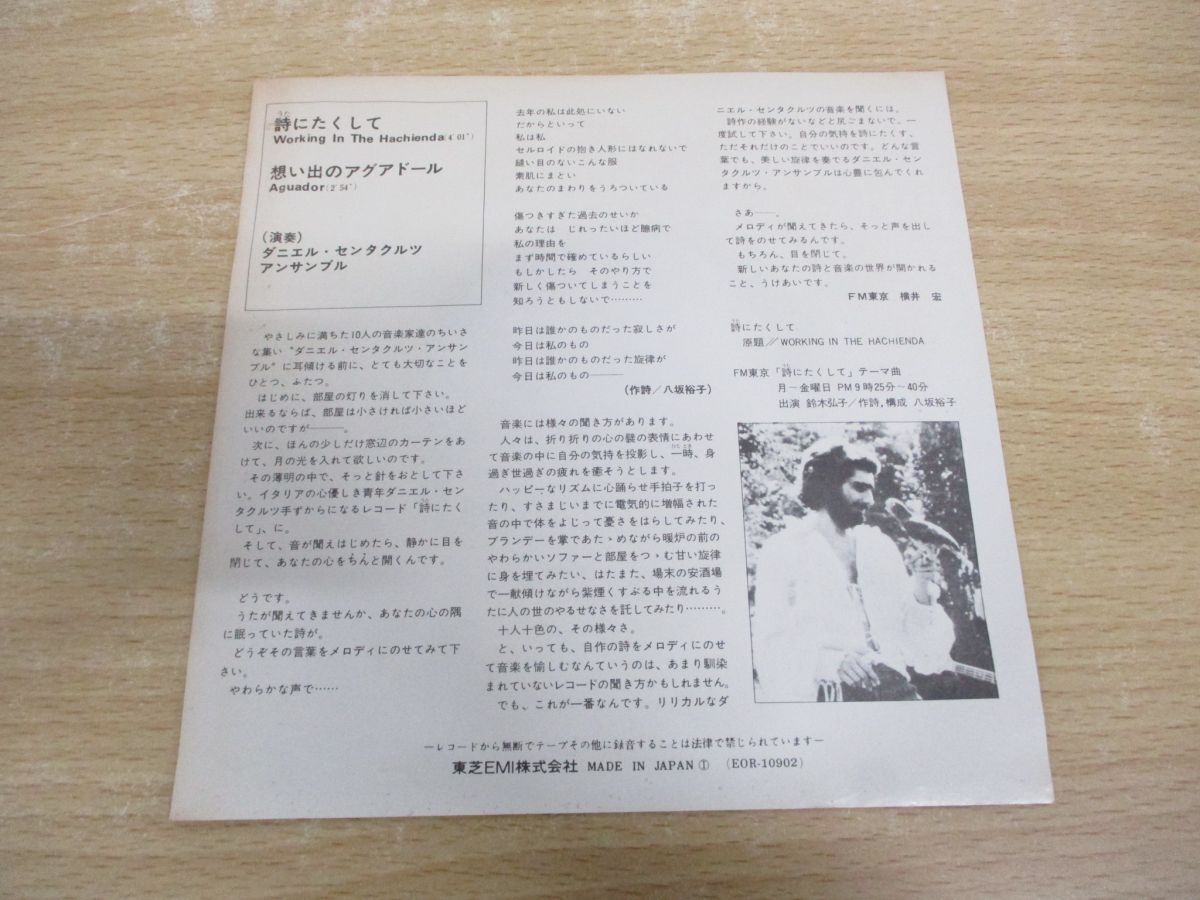 詩にたくして
Working In The Hachienda(4′01″)
想い出のアグアドール
Aguador(2′54″)
(演奏)
ダニエル・センタクルツ
アンサンブル
やさしみに満ちた10人の音楽家達のちいさ
な集い“ダニエル・センタクルツ・アンサン
ブル”に耳傾ける前に、とても大切なことを
ひとつ、ふたつ。
はじめに、部屋の灯りを消して下さい。
出来るならば、部屋は小さければ小さいほど
いいのですが───。
次に、ほんの少しだけ窓辺のカーテンをあ
けて、月の光を入れて欲しいのです。
その薄明の中で、そっと針をおとして下さ
い。イタリアの心優しき青年ダニエル・セン
タクルツ手ずからになるレコード「詩にたく
して」、に。
そして、音が聞えはじめたら、静かに目を
閉じて、あなたの心をちんと開くんです。
どうです。
うたが聞えてきませんか、あなたの心の隅
に眠っていた詩が。
どうぞその言葉をメロディにのせてみて下
さい。
やわらかな声で……
去年の私は此処にいない
だからといって
私は私
セルロイドの抱き人形にはなれないで
縫い目のないこんな服
素肌にまとい
あなたのまわりをうろついている
傷つきすぎた過去のせいか
あなたは じれったいほど臆病で
私の理由を
まず時間で確めているらしい
もしかしたら そのやり方で
新しく傷ついてしまうことを
知ろうともしないで………
昨日は誰かのものだった寂しさが
今日は私のもの
昨日は誰かのものだった旋律が
今日は私のもの───
(作詩/八坂裕子)
音楽には様々の聞き方があります。
人々は、折り折りの心の襞の表情にあわせ
て音楽の中に自分の気持を投影し、一時、身
過ぎ世過ぎの疲れを癒そうとします。
ハッピーなリズムに心踊らせ手拍子を打っ
たり、すさまじいまでに電気的に増幅された
音の中で体をよじって憂さをはらしてみたり、
ブランデーを掌であたゝめながら暖炉の前の
やわらかいソファーと部屋をつゝむ甘い旋律
に身を埋てみたい、はたまた、場末の安酒場
で一献傾けながら紫煙くすぶる中を流れるう
たに人の世のやるせなさを託してみたり………。
十人十色の、その様々さ。
と、いっても、自作の詩をメロディにのせ
て音楽を愉しむなんていうのは、あまり馴染
まれていないレコードの聞き方かもしれません。
でも、これが一番なんです。リリカルなダ
ニエル・センタクルツの音楽を聞くには。
詩作の経験がないなどと尻ごまないで。一
度試して下さい。自分の気持を詩にたくす、
ただそれだけのことでいいのです。どんな言
葉でも、美しい旋律を奏でるダニエル・セン
タクルツ・アンサンブルは心豊に包んでくれ
ますから。
さあ───。
メロディが聞えてきたら、そっと声を出し
て詩をのせてみるんです。
もちろん、目を閉じて。
新しいあなたの詩と音楽の世界が開かれる
こと、うけあいです。
FM東京 横井 宏
詩にたくして
原題/WORKING IN THE HACHIENDA
FM東京「詩にたくして」テーマ曲
月〜金曜日 PM9時25分〜40分
出演 鈴木弘子/作詩,構成 八坂裕子
―レコードから無断でテープその他に録音することは法律で禁じられています―
東芝EMI株式会社 MADE IN JAPAN ① (EOR-10902)